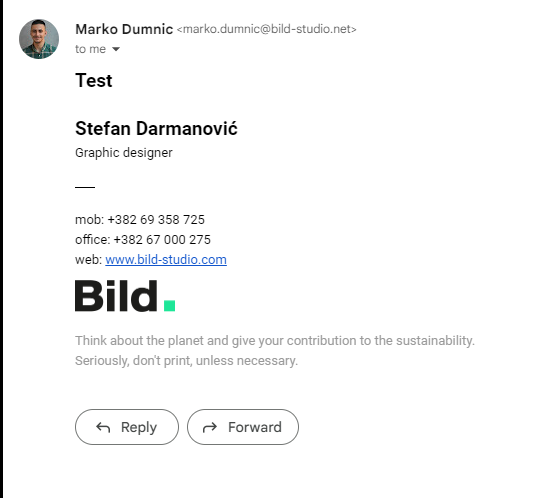 Marko Dumnic <marko.dumnic@bild-studio.net>
to me
Test
Stefan Darmanović
Graphic designer
mob: +382 69 358 725
office: +382 67 000 275
web: www.bild-studio.com
Bild.
Think about the planet and give your contribution to the sustainability.
Seriously, don't print, unless necessary.
Reply Forward